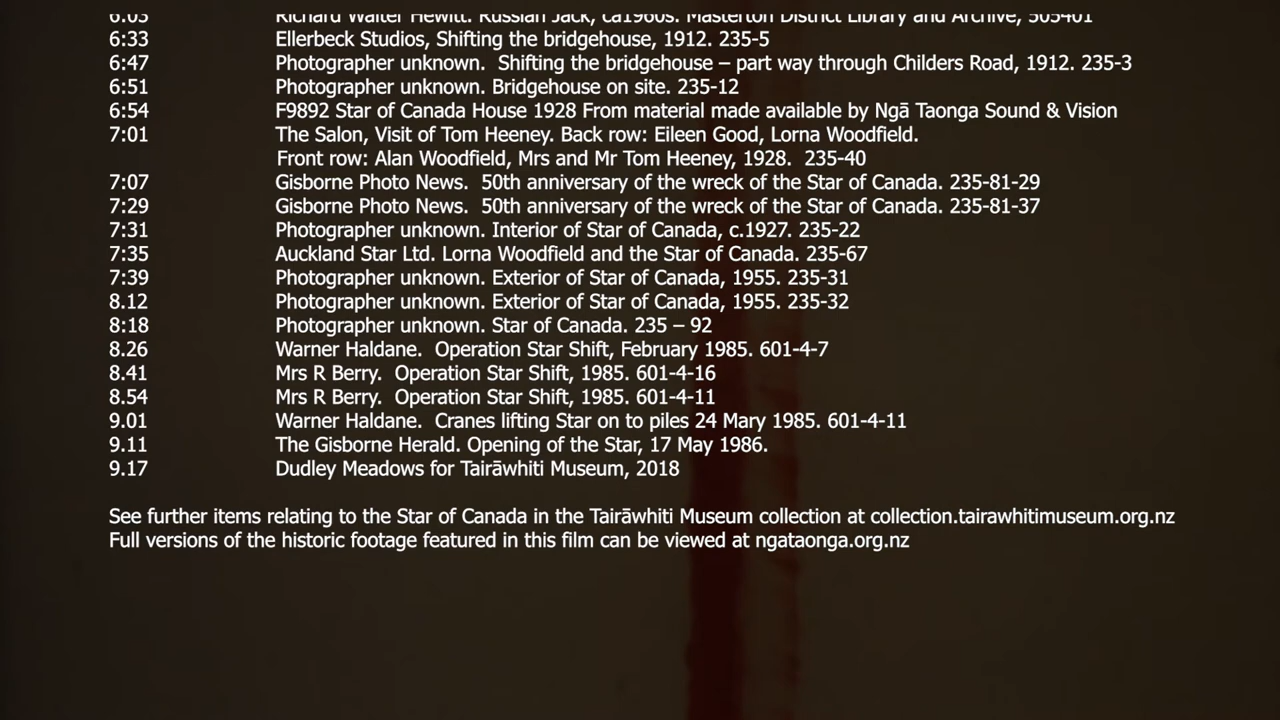 6:03 Richard Walter Hewitt. Russian Jack, ca1960s. Masterton District Library and Archive, 505401
6:33 Ellerbeck Studios, Shifting the bridgehouse, 1912. 235-5
6:47 Photographer unknown.  Shifting the bridgehouse – part way through Childers Road, 1912. 235-3
6:51 Photographer unknown. Bridgehouse on site. 235-12
6:54 F9892 Star of Canada House 1928 From material made available by Ngā Taonga Sound & Vision
7:01 The Salon, Visit of Tom Heeney. Back row: Eileen Good, Lorna Woodfield.
Front row: Alan Woodfield, Mrs and Mr Tom Heeney, 1928.  235-40
7:07 Gisborne Photo News.  50th anniversary of the wreck of the Star of Canada. 235-81-29
7:29 Gisborne Photo News.  50th anniversary of the wreck of the Star of Canada. 235-81-37
7:31 Photographer unknown. Interior of Star of Canada, c.1927. 235-22
7:35 Auckland Star Ltd. Lorna Woodfield and the Star of Canada. 235-67
7:39 Photographer unknown. Exterior of Star of Canada, 1955. 235-31
8.12 Photographer unknown. Exterior of Star of Canada, 1955. 235-32
8:18 Photographer unknown. Star of Canada. 235 – 92
8.26 Warner Haldane.  Operation Star Shift, February 1985. 601-4-7
8.41 Mrs R Berry.  Operation Star Shift, 1985. 601-4-16
8.54 Mrs R Berry.  Operation Star Shift, 1985. 601-4-11
9.01 Warner Haldane.  Cranes lifting Star on to piles 24 Mary 1985. 601-4-11
9.11 The Gisborne Herald. Opening of the Star, 17 May 1986.
9.17 Dudley Meadows for Tairāwhiti Museum, 2018
See further items relating to the Star of Canada in the Tairāwhiti Museum collection at collection.tairawhitimuseum.org.nz
Full versions of the historic footage featured in this film can be viewed at ngataonga.org.nz